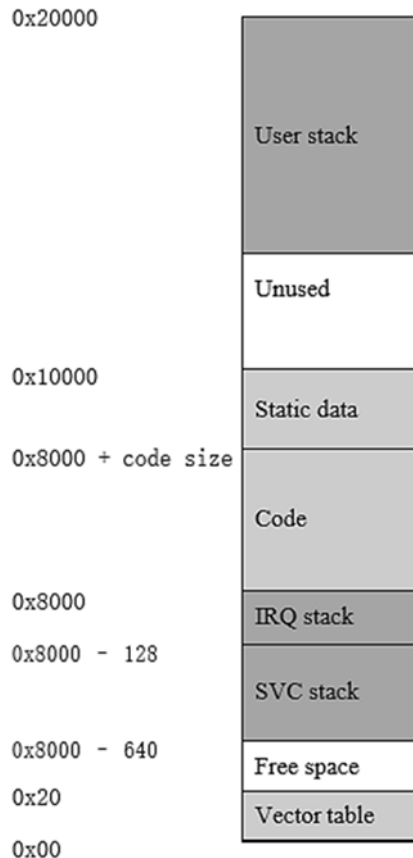 0x20000
User stack
Unused
0x10000
Static data
0x8000 + code size
Code
0x8000
IRQ stack
0x8000 - 128
SVC stack
0x8000 - 640
Free space
0x20
Vector table
0x00